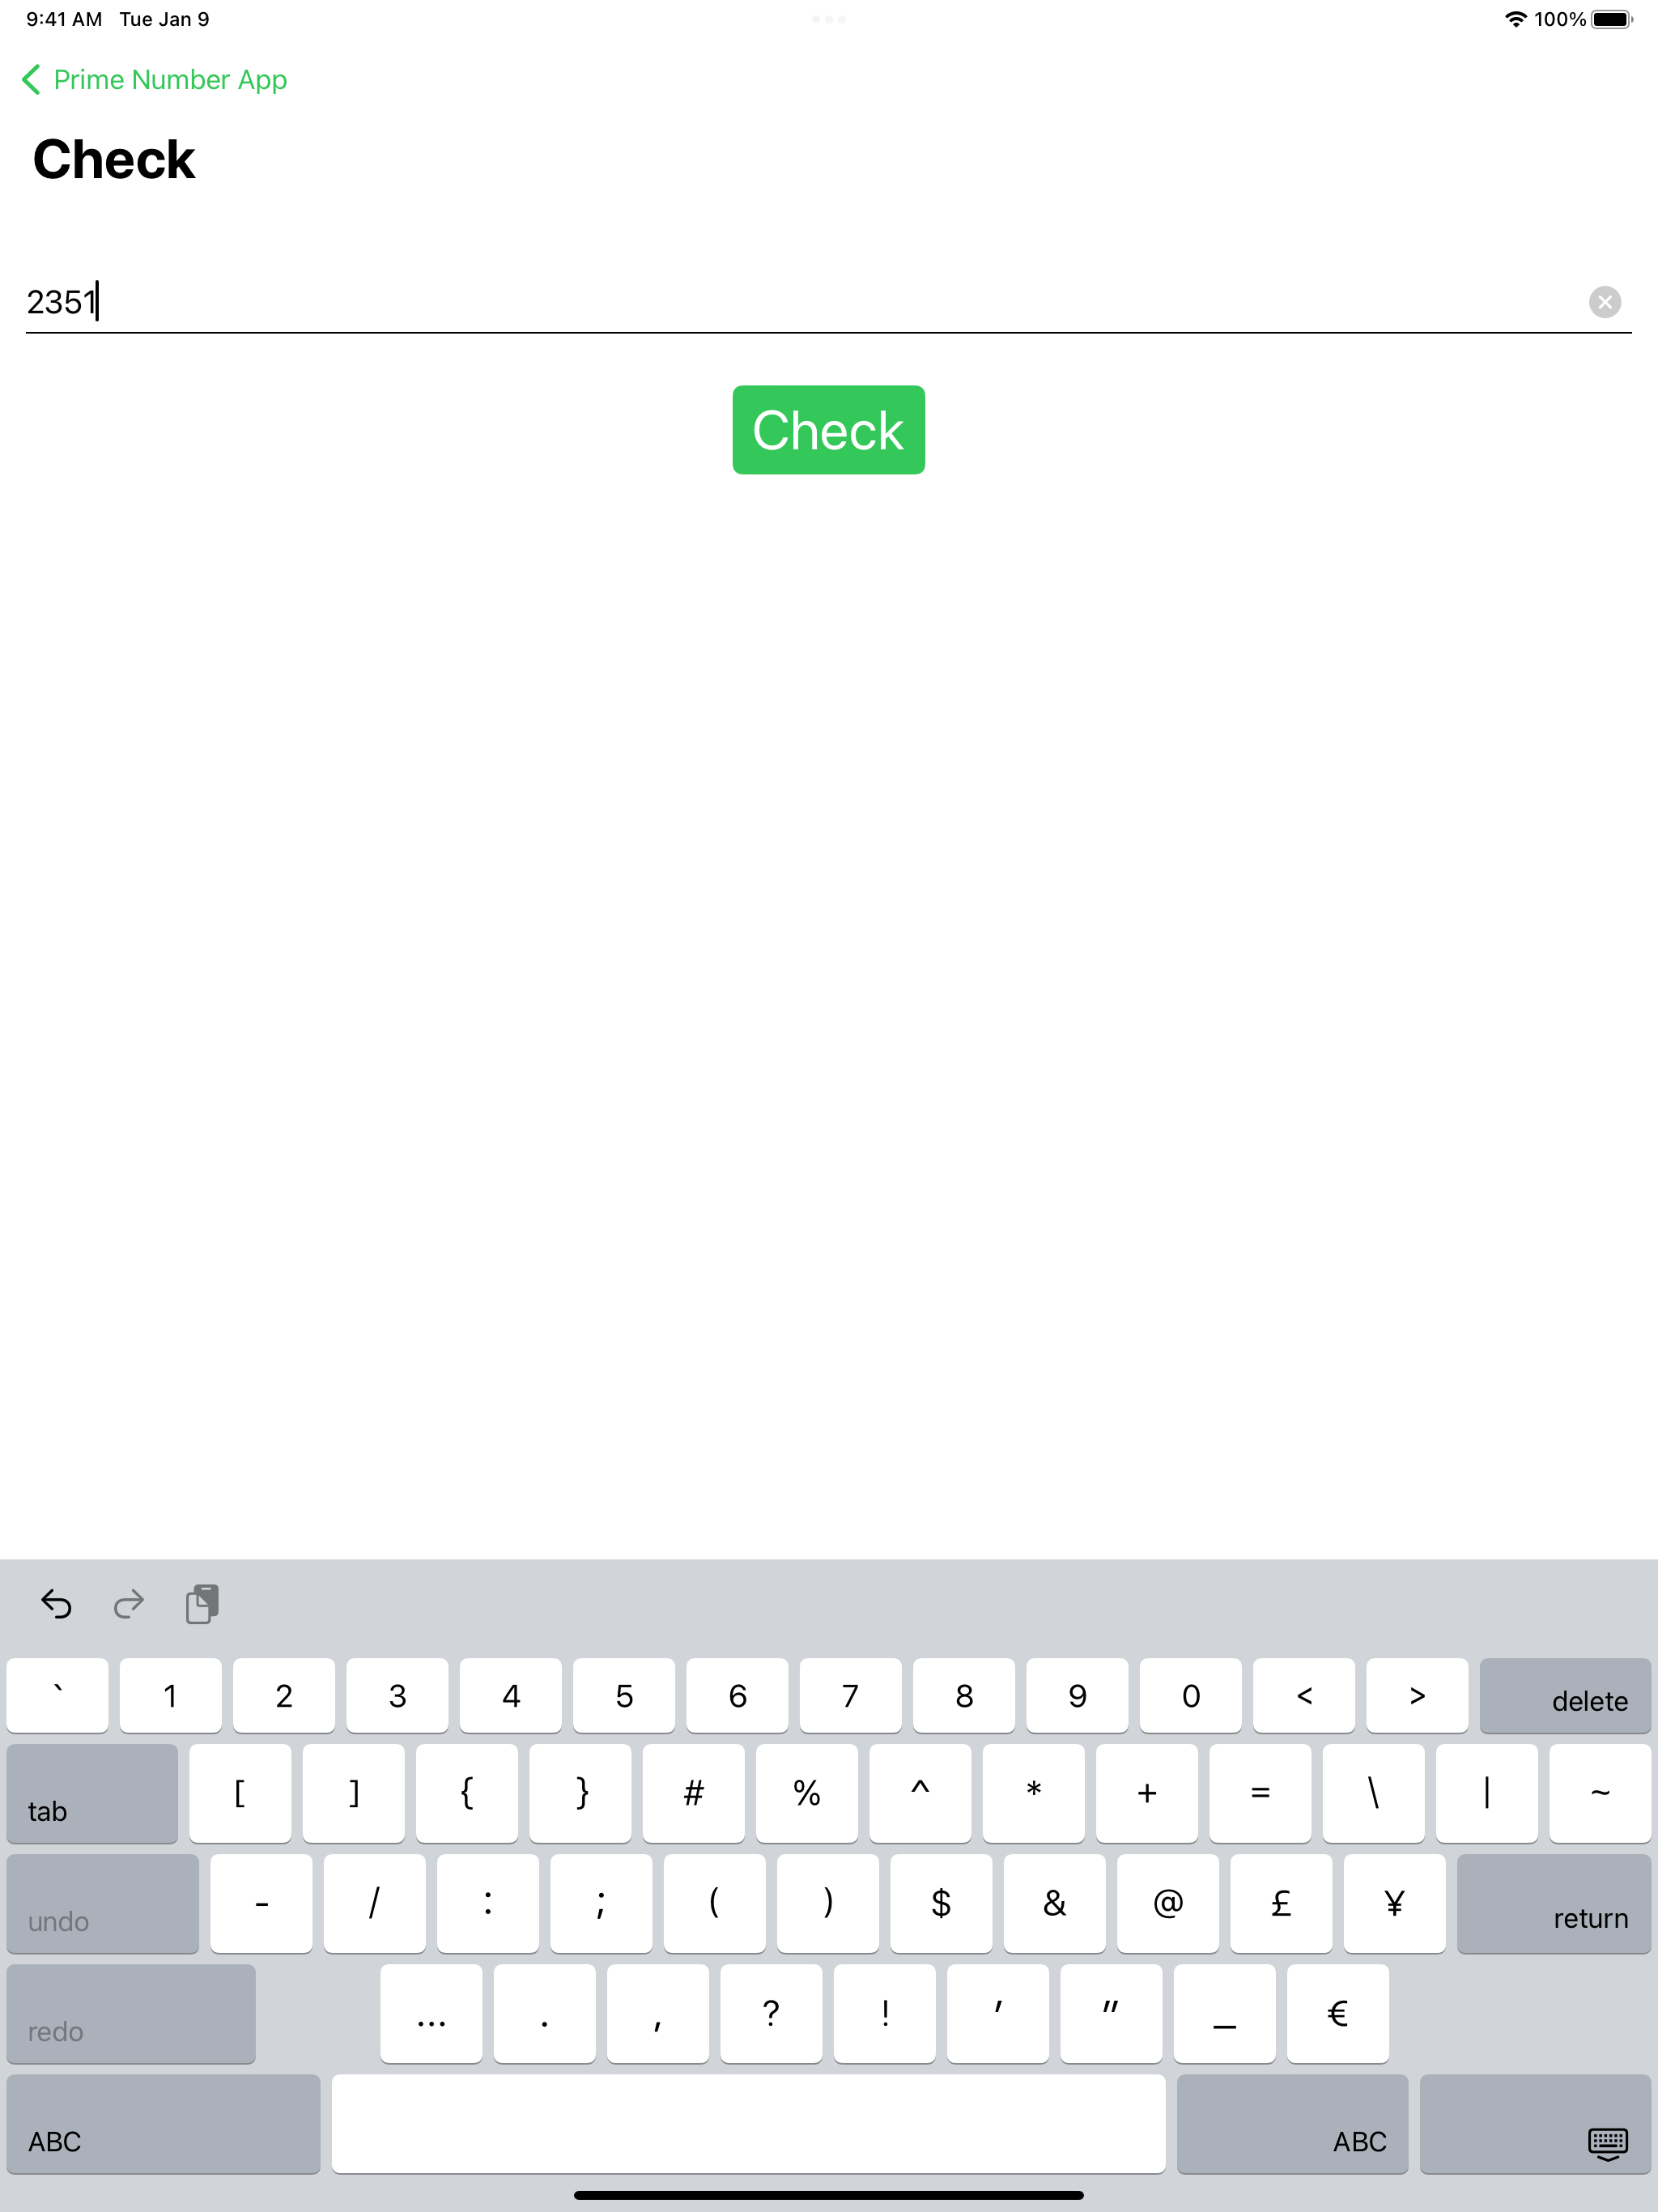 9:41 AM Tue Jan 9 100%
Prime Number App
Check
2351
Check
` 1 2 3 4 5 6 7 8 9 0 < > delete
tab [ ] { } # % ^ * + = \ | ~
undo - / : ; ( ) $ & @ £ ¥ return
redo ... . , ? ! ' " _ €
ABC ABC